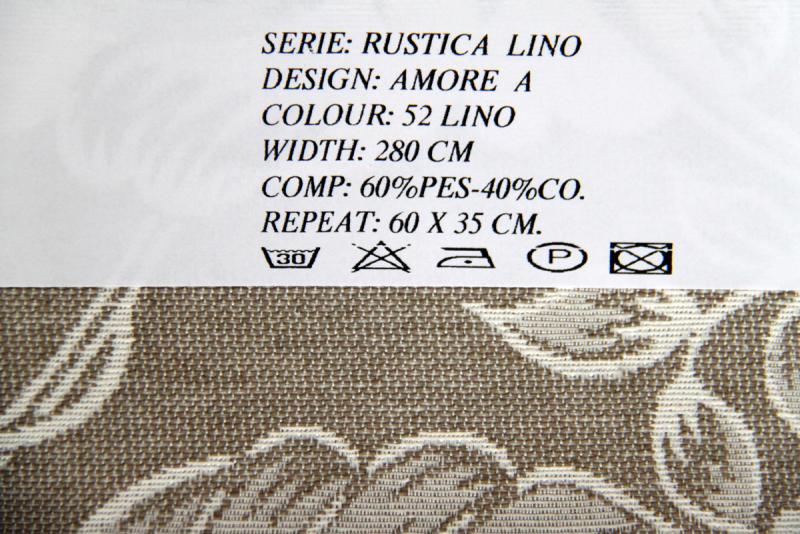 SERIE: RUSTICA LINO
DESIGN: AMORE A
COLOUR: 52 LINO
WIDTH: 280 CM
COMP: 60%PES-40%CO.
REPEAT: 60 X 35 CM.
30 P